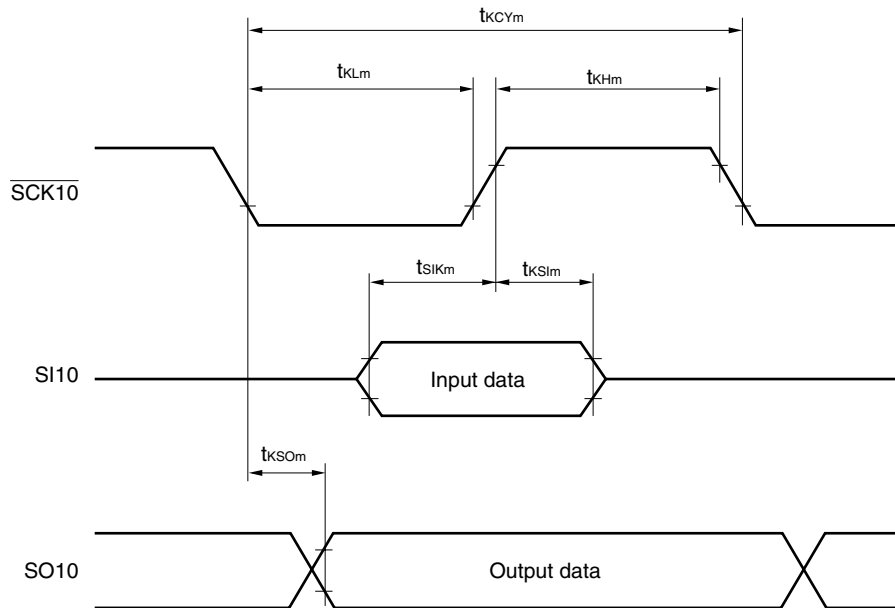 tKCYm
tKLm
tKHm
SCK10
tSIKm
tKSIm
SI10
Input data
tKSOm
SO10
Output data